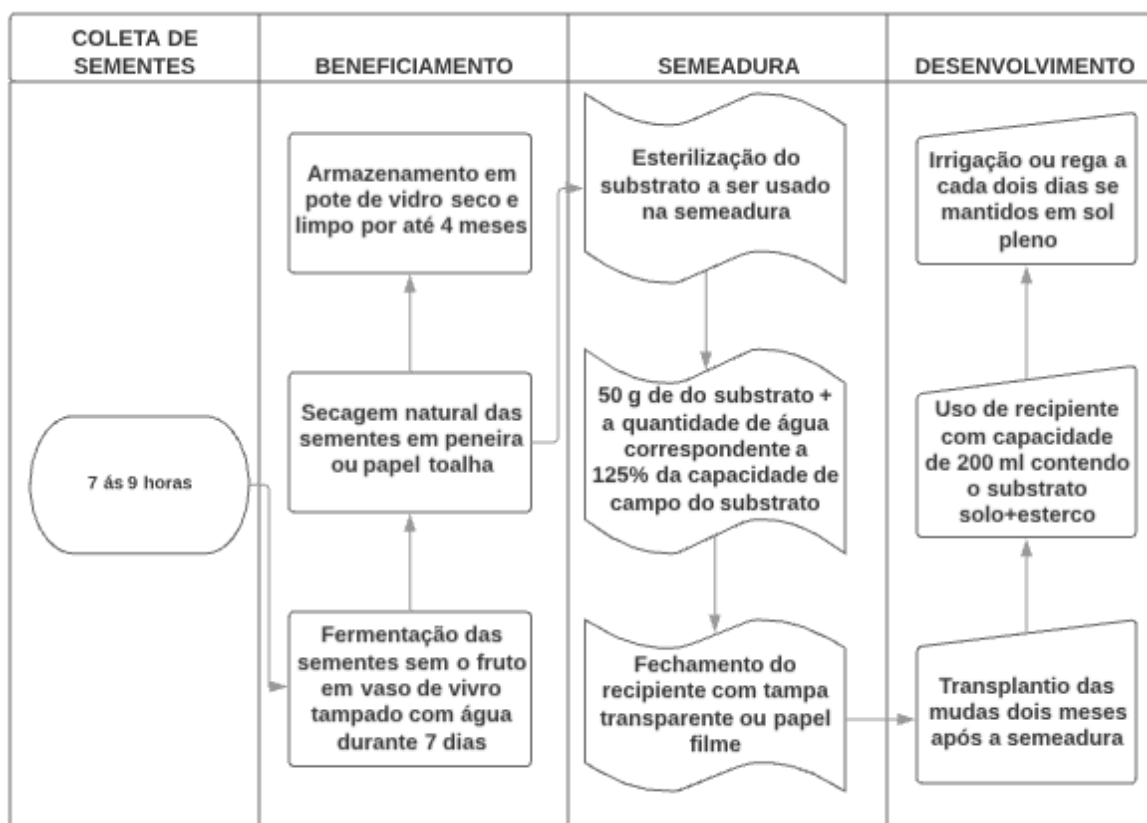 COLETA DE
SEMENTES
BENEFICIAMENTO
SEMEADURA
DESENVOLVIMENTO
7 ás 9 horas
Armazenamento em
pote de vidro seco e
limpo por até 4 meses
Secagem natural das
sementes em peneira
ou papel toalha
Fermentação das
sementes sem o fruto
em vaso de vivro
tampado com água
durante 7 dias
Esterilização do
substrato a ser usado
na semeadura
50 g de do substrato +
a quantidade de água
correspondente a
125% da capacidade de
campo do substrato
Fechamento do
recipiente com tampa
transparente ou papel
filme
Irrigação ou rega a
cada dois dias se
mantidos em sol
pleno
Uso de recipiente
com capacidade
de 200 ml contendo
o substrato
solo+esterco
Transplantio das
mudas dois meses
após a semeadura